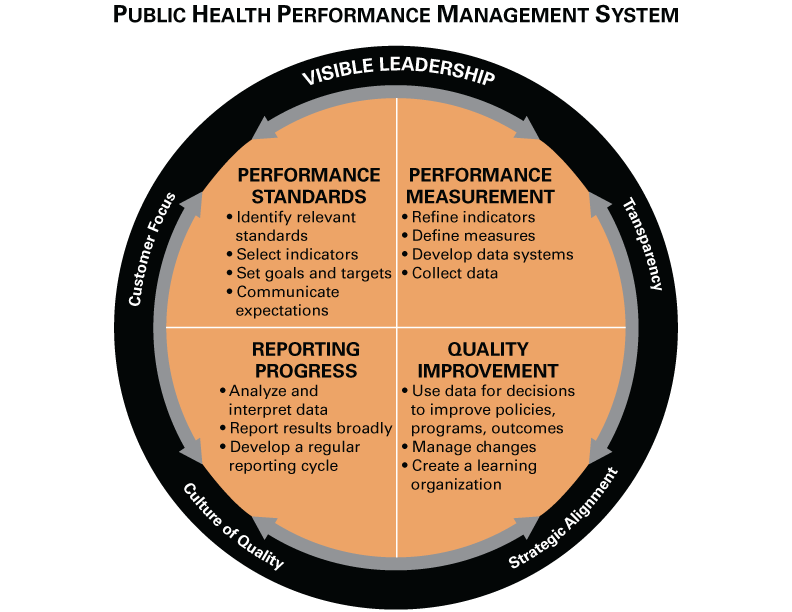 PUBLIC HEALTH PERFORMANCE MANAGEMENT SYSTEM
VISIBLE LEADERSHIP
Customer Focus
Transparency
PERFORMANCE
STANDARDS
• Identify relevant
standards
• Select indicators
• Set goals and targets
• Communicate
expectations
PERFORMANCE
MEASUREMENT
• Refine indicators
• Define measures
• Develop data systems
• Collect data
REPORTING
PROGRESS
• Analyze and
interpret data
• Report results broadly
• Develop a regular
reporting cycle
QUALITY
IMPROVEMENT
• Use data for decisions
to improve policies,
programs, outcomes
• Manage changes
• Create a learning
organization
Culture of Quality
Strategic Alignment